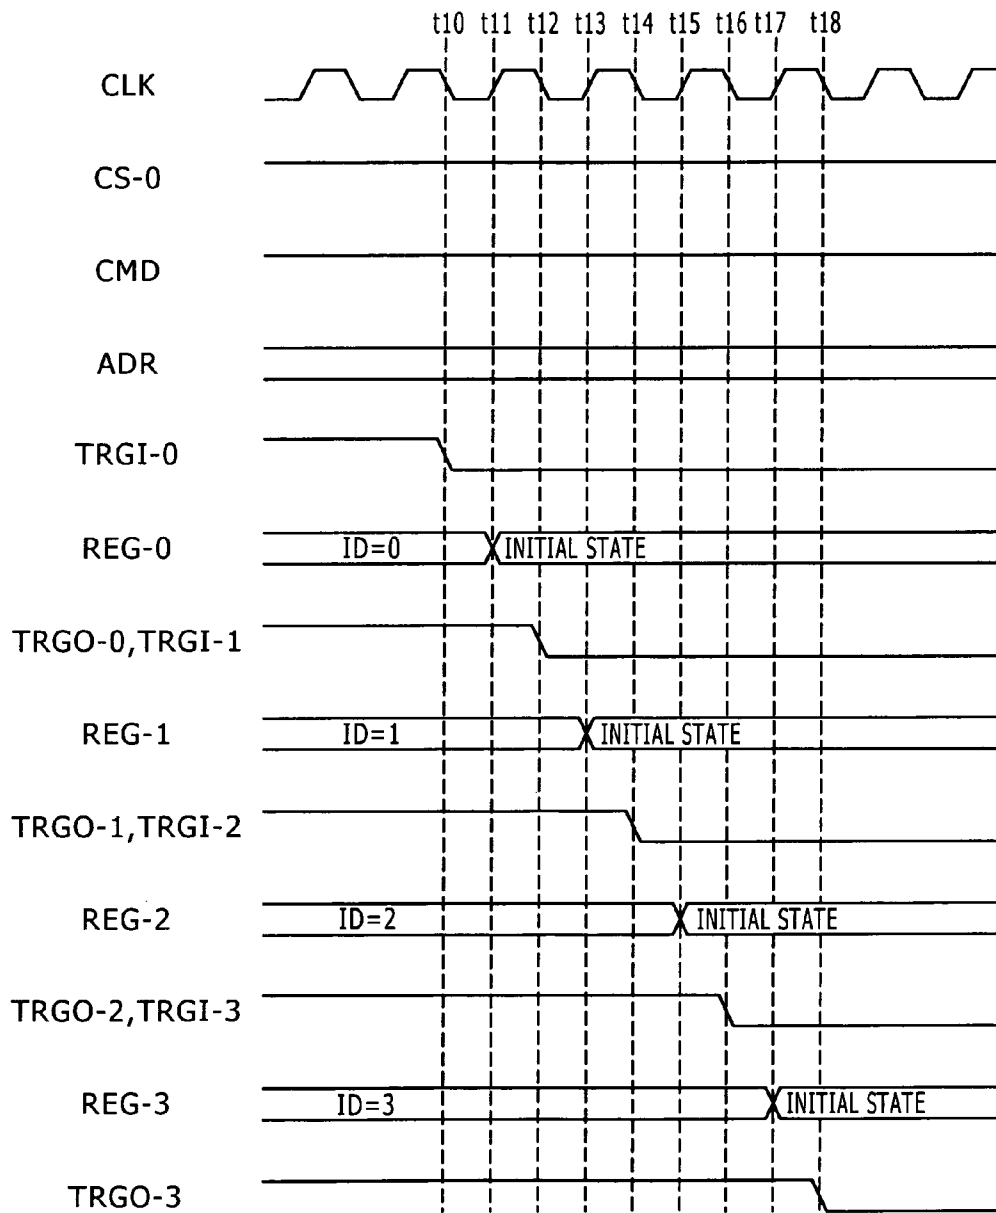 t10 t11 t12 t13 t14 t15 t16 t17 t18
CLK
CS-0
CMD
ADR
TRGI-0
REG-0 ID=0 INITIAL STATE
TRGO-0,TRGI-1
REG-1 ID=1 INITIAL STATE
TRGO-1,TRGI-2
REG-2 ID=2 INITIAL STATE
TRGO-2,TRGI-3
REG-3 ID=3 INITIAL STATE
TRGO-3